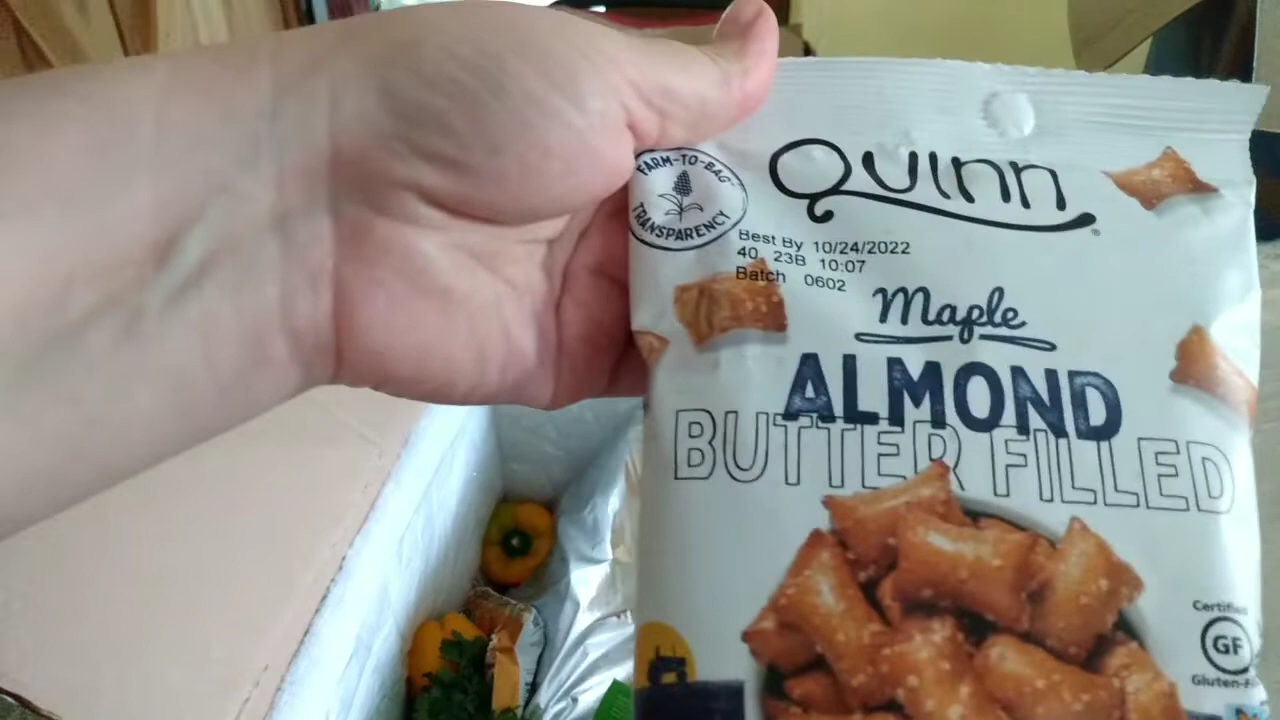 FARM-TO-BAG™
TRANSPARENCY
Quinn®
Best By 10/24/2022
40 23B 10:07
Batch 0602
Maple
ALMOND
BUTTER FILLED
GF